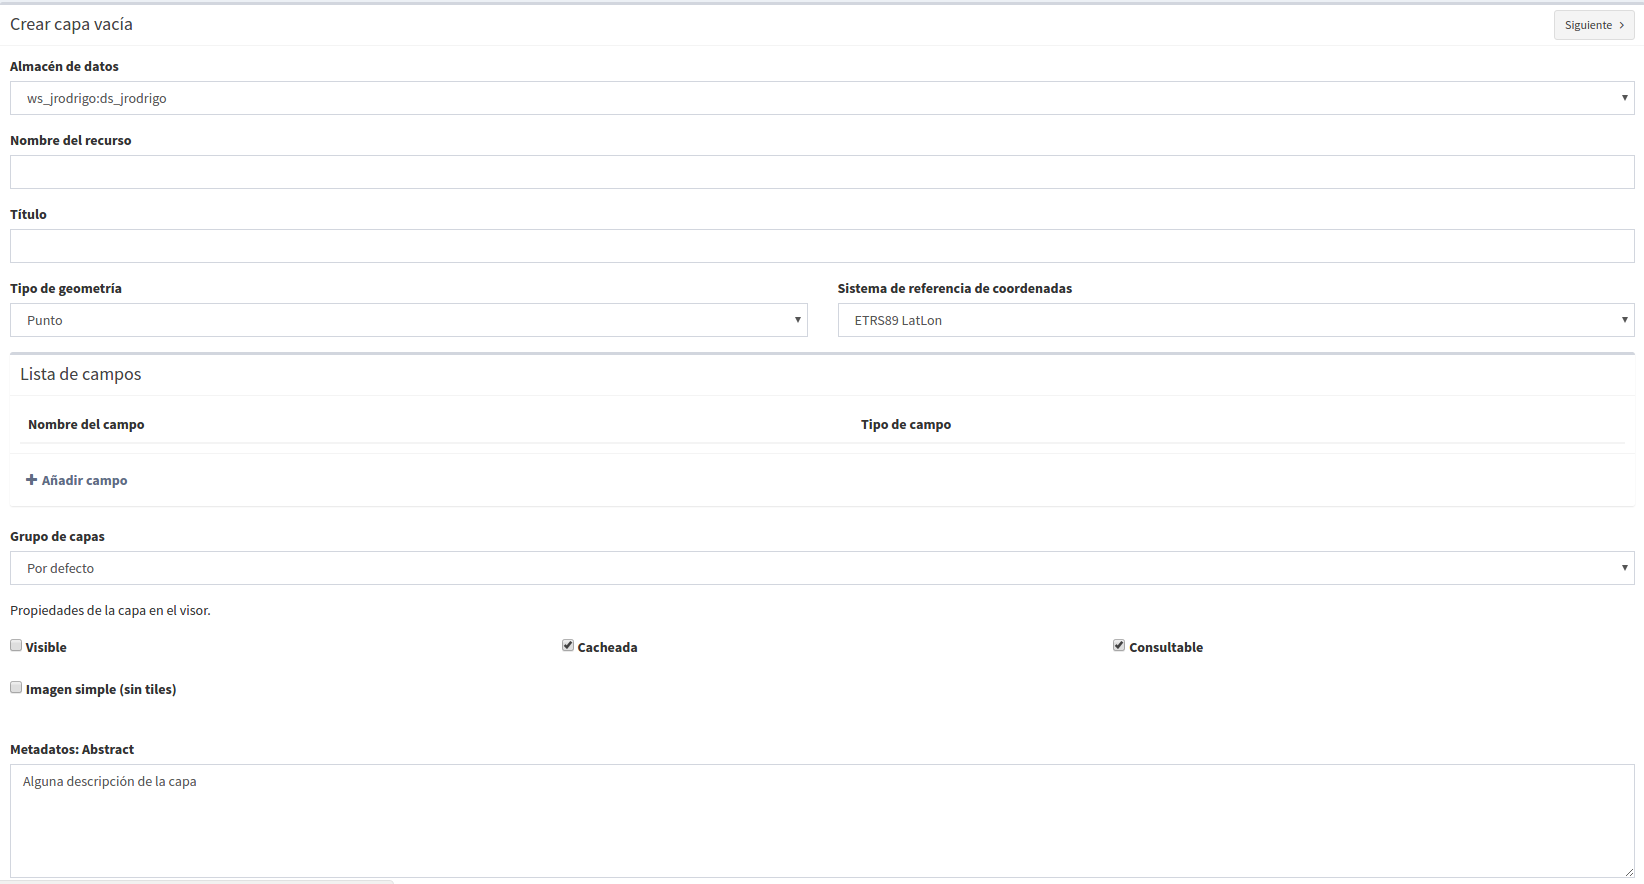 Crear capa vacía
Siguiente
Almacén de datos
ws_jrodrigo:ds_jrodrigo
Nombre del recurso
Título
Tipo de geometría
Sistema de referencia de coordenadas
Punto
ETRS89 LatLon
Lista de campos
Nombre del campo
Tipo de campo
Añadir campo
Grupo de capas
Por defecto
Propiedades de la capa en el visor.
Visible
Cacheada
Consultable
Imagen simple (sin tiles)
Metadatos: Abstract
Alguna descripción de la capa